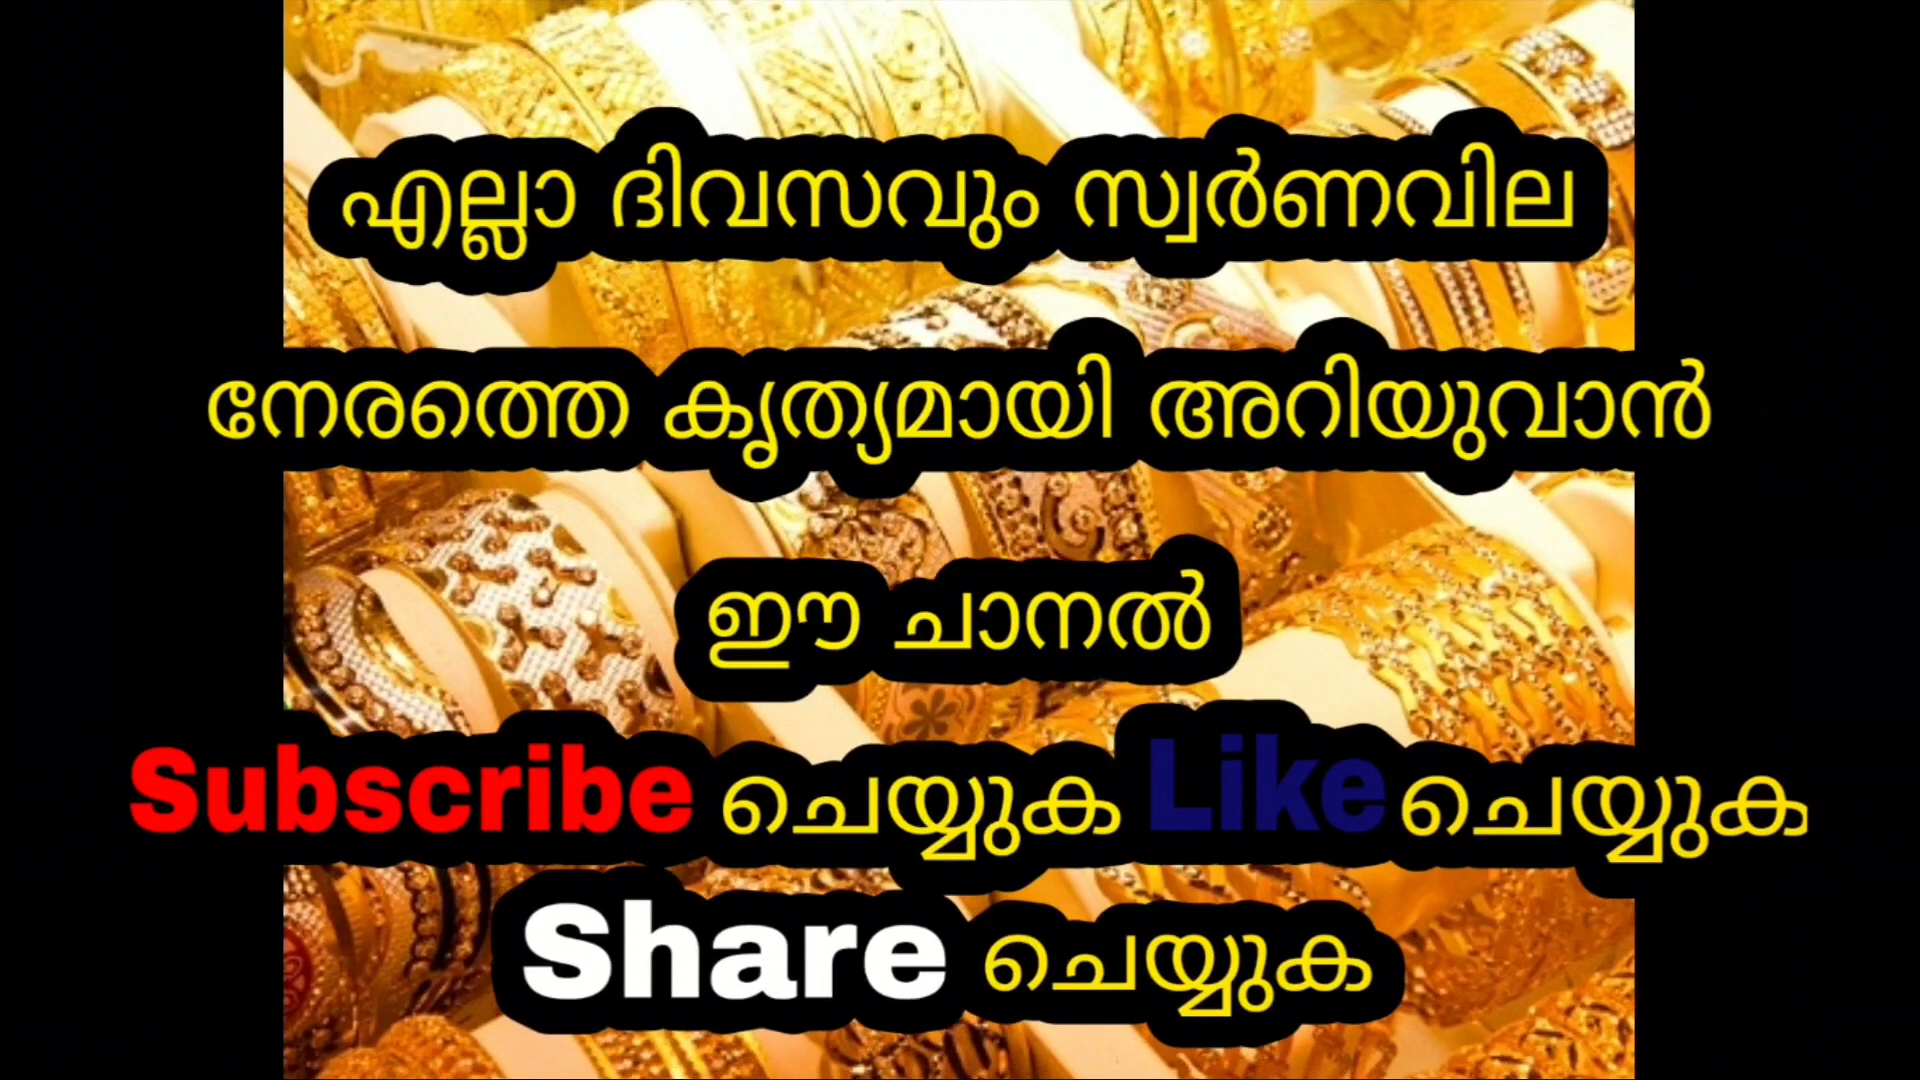 എല്ലാ ദിവസവും സ്വർണവില
നേരത്തെ കൃത്യമായി അറിയുവാൻ
ഈ ചാനൽ
Subscribe ചെയ്യുക Like ചെയ്യുക
Share ചെയ്യുക